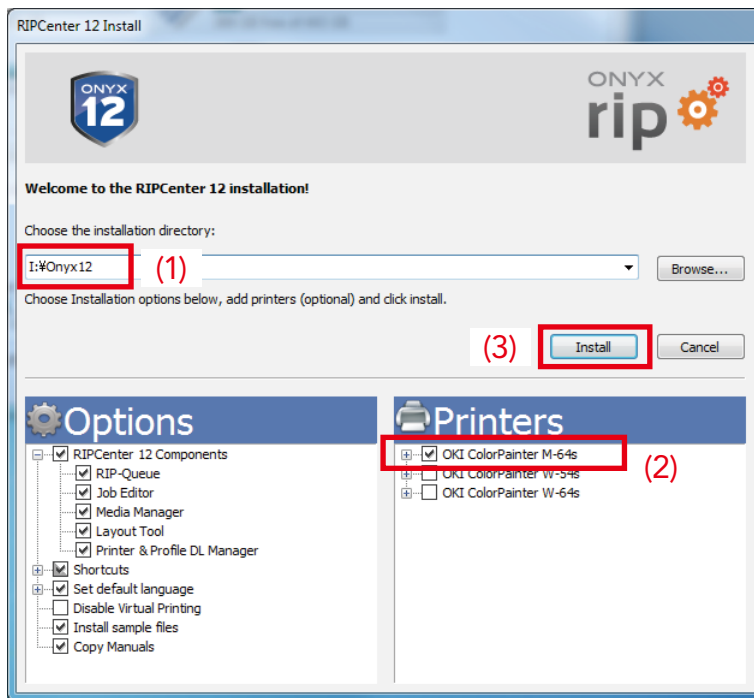 RIPCenter 12 Install
ONYX
12
ONYX
rip
Welcome to the RIPCenter 12 installation!
Choose the installation directory:
I:¥Onyx12
(1)
Browse...
Choose Installation options below, add printers (optional) and click install.
(3)
Install
Cancel
Options
RIPCenter 12 Components
RIP-Queue
Job Editor
Media Manager
Layout Tool
Printer & Profile DL Manager
Shortcuts
Set default language
Disable Virtual Printing
Install sample files
Copy Manuals
Printers
OKI ColorPainter M-64s
(2)
OKI ColorPainter W-54s
OKI ColorPainter W-64s